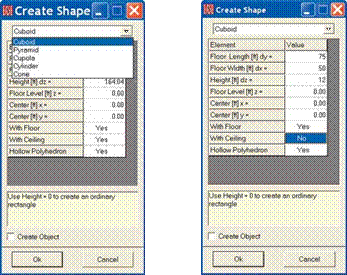 Create Shape
Cuboid
Cuboid
Pyramid
Cupola
Cylinder
Cone
Height [ft] dz = 164.04
Floor Level [ft] z = 0.00
Center [ft] x = 0.00
Center [ft] y = 0.00
With Floor Yes
With Ceiling Yes
Hollow Polyhedron Yes
Use Height = 0 to create an ordinary
rectangle
Create Object
Ok Cancel
Create Shape
Cuboid
Element Value
Floor Length [ft] dy = 75
Floor Width [ft] dx = 50
Height [ft] dz = 12
Floor Level [ft] z = 0.00
Center [ft] x = 0.00
Center [ft] y = 0.00
With Floor Yes
With Ceiling No
Hollow Polyhedron Yes
Use Height = 0 to create an ordinary
rectangle
Create Object
Ok Cancel